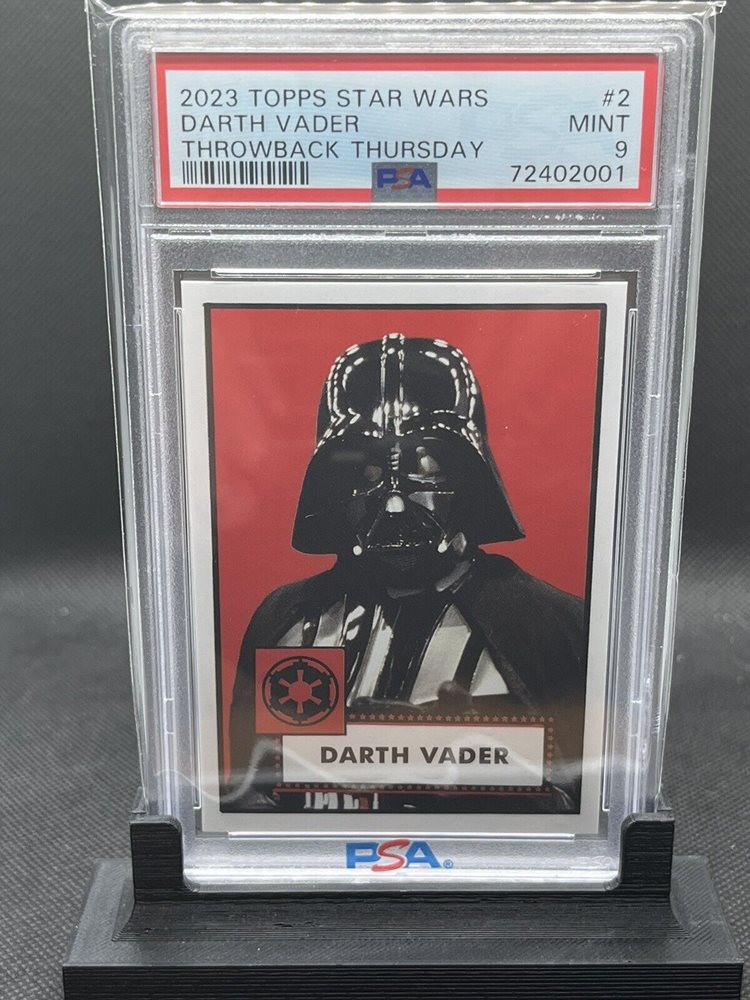 2023 TOPPS STAR WARS #2
DARTH VADER MINT
THROWBACK THURSDAY 9
PSA 72402001
DARTH VADER
PSA®